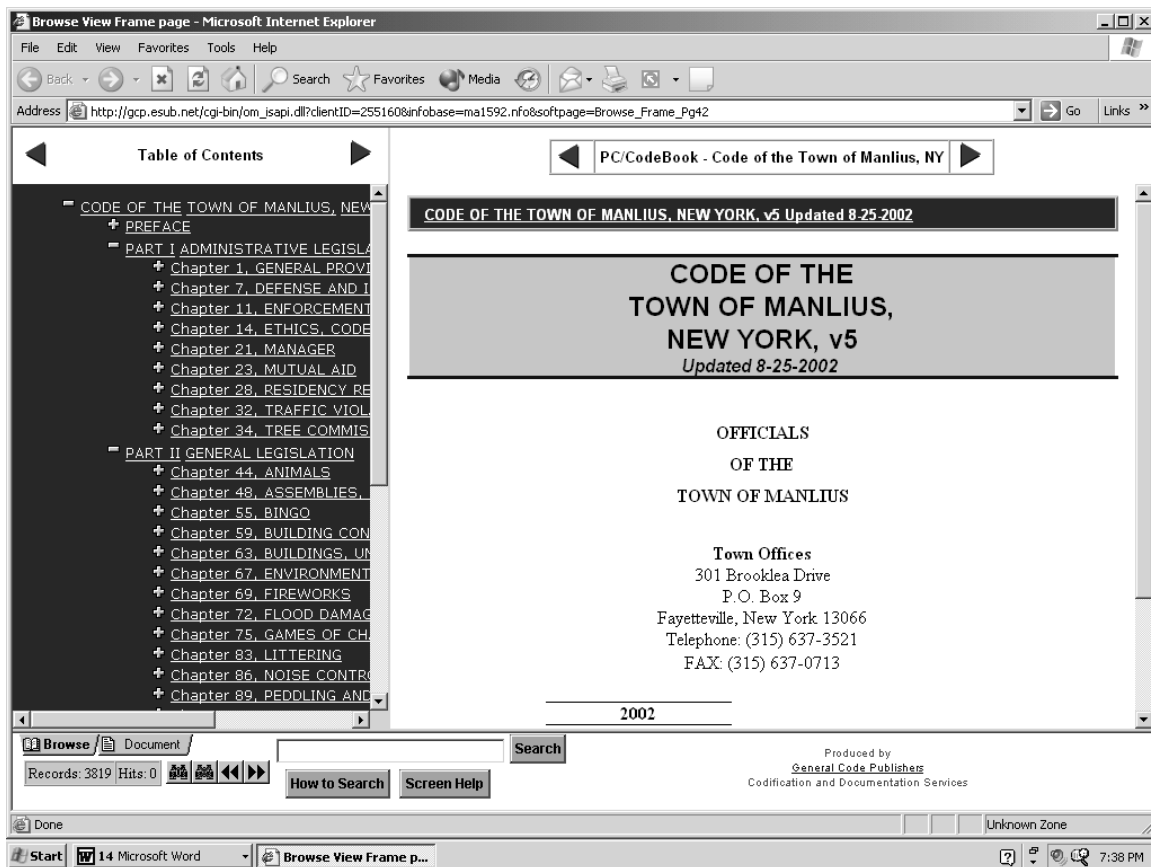 Browse View Frame page - Microsoft Internet Explorer
File Edit View Favorites Tools Help
Back Search Favorites Media
Address http://gcp.esub.net/cgi-bin/om_isapi.dll?clientID=255160&infobase=ma1592.nfo&softpage=Browse_Frame_Pg42 Go Links »
Table of Contents
PC/CodeBook - Code of the Town of Manlius, NY
CODE OF THE TOWN OF MANLIUS, NEW
PREFACE
PART I ADMINISTRATIVE LEGISLA
Chapter 1, GENERAL PROVI
Chapter 7, DEFENSE AND I
Chapter 11, ENFORCEMENT
Chapter 14, ETHICS, CODE
Chapter 21, MANAGER
Chapter 23, MUTUAL AID
Chapter 28, RESIDENCY RE
Chapter 32, TRAFFIC VIOL
Chapter 34, TREE COMMIS
PART II GENERAL LEGISLATION
Chapter 44, ANIMALS
Chapter 48, ASSEMBLIES,
Chapter 55, BINGO
Chapter 59, BUILDING CON
Chapter 63, BUILDINGS, UN
Chapter 67, ENVIRONMENT
Chapter 69, FIREWORKS
Chapter 72, FLOOD DAMAG
Chapter 75, GAMES OF CH
Chapter 83, LITTERING
Chapter 86, NOISE CONTRO
Chapter 89, PEDDLING AND
CODE OF THE TOWN OF MANLIUS, NEW YORK, v5 Updated 8-25-2002
CODE OF THE
TOWN OF MANLIUS,
NEW YORK, v5
Updated 8-25-2002
OFFICIALS
OF THE
TOWN OF MANLIUS
Town Offices
301 Brooklea Drive
P.O. Box 9
Fayetteville, New York 13066
Telephone: (315) 637-3521
FAX: (315) 637-0713
2002
Browse Document
Search
Records: 3819 Hits: 0
How to Search Screen Help
Produced by
General Code Publishers
Codification and Documentation Services
Done Unknown Zone
Start 14 Microsoft Word Browse View Frame p... 7:38 PM